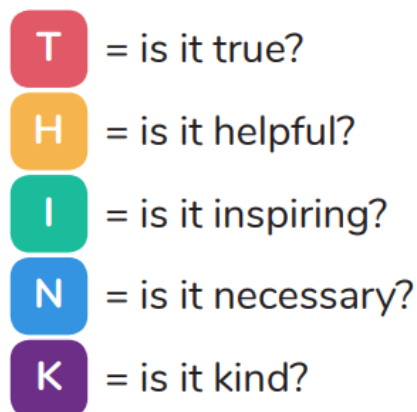 T = is it true?
H = is it helpful?
I = is it inspiring?
N = is it necessary?
K = is it kind?